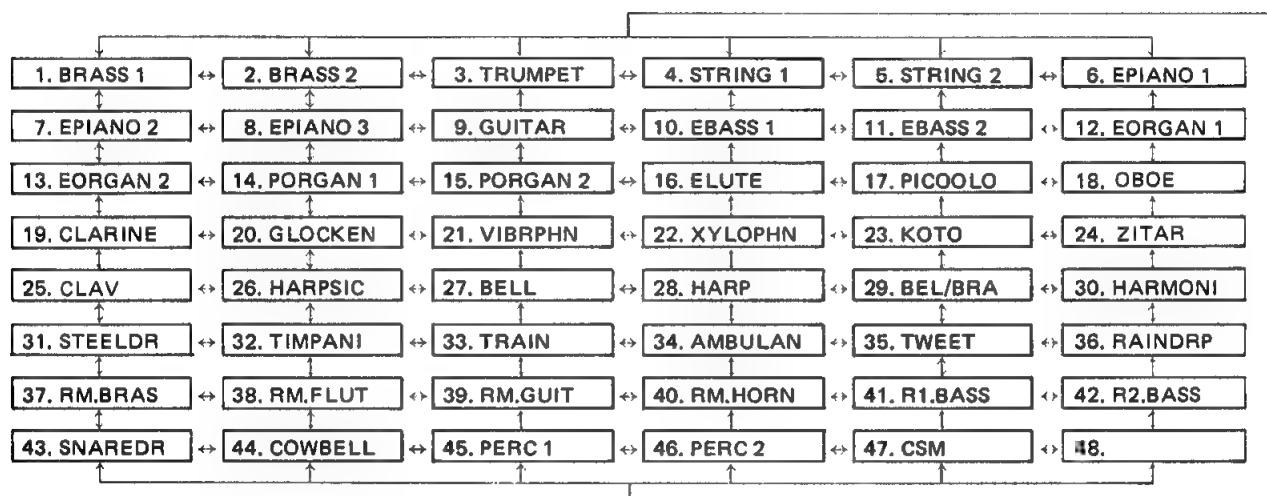 1. BRASS 1 ↔ 2. BRASS 2 ↔ 3. TRUMPET ↔ 4. STRING 1 ↔ 5. STRING 2 ↔ 6. EPIANO 1
7. EPIANO 2 ↔ 8. EPIANO 3 ↔ 9. GUITAR ↔ 10. EBASS 1 ↔ 11. EBASS 2 ↔ 12. EORGAN 1
13. EORGAN 2 ↔ 14. PORGAN 1 ↔ 15. PORGAN 2 ↔ 16. ELUTE ↔ 17. PICOOLO ↔ 18. OBOE
19. CLARINE ↔ 20. GLOCKEN ↔ 21. VIBRPHN ↔ 22. XYLOPHN ↔ 23. KOTO ↔ 24. ZITAR
25. CLAV ↔ 26. HARPSIC ↔ 27. BELL ↔ 28. HARP ↔ 29. BEL/BRA ↔ 30. HARMONI
31. STEELDR ↔ 32. TIMPANI ↔ 33. TRAIN ↔ 34. AMBULAN ↔ 35. TWEET ↔ 36. RAINDRP
37. RM.BRAS ↔ 38. RM.FLUT ↔ 39. RM.GUIT ↔ 40. RM.HORN ↔ 41. R1.BASS ↔ 42. R2.BASS
43. SNAREDR ↔ 44. COWBELL ↔ 45. PERC 1 ↔ 46. PERC 2 ↔ 47. CSM ↔ 48.